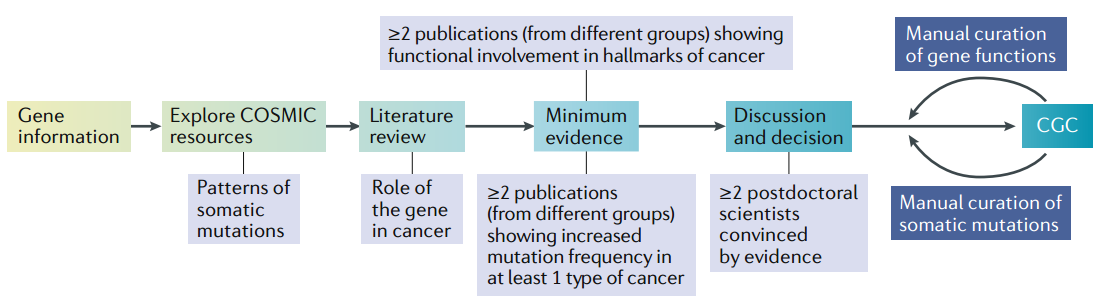 ≥2 publications (from different groups) showing
functional involvement in hallmarks of cancer
Manual curation
of gene functions
Gene
information
Explore COSMIC
resources
Literature
review
Minimum
evidence
Discussion
and decision
CGC
Patterns of
somatic
mutations
Role of
the gene
in cancer
≥2 publications
(from different groups)
showing increased
mutation frequency in
at least 1 type of cancer
≥2 postdoctoral
scientists
convinced
by evidence
Manual curation of
somatic mutations